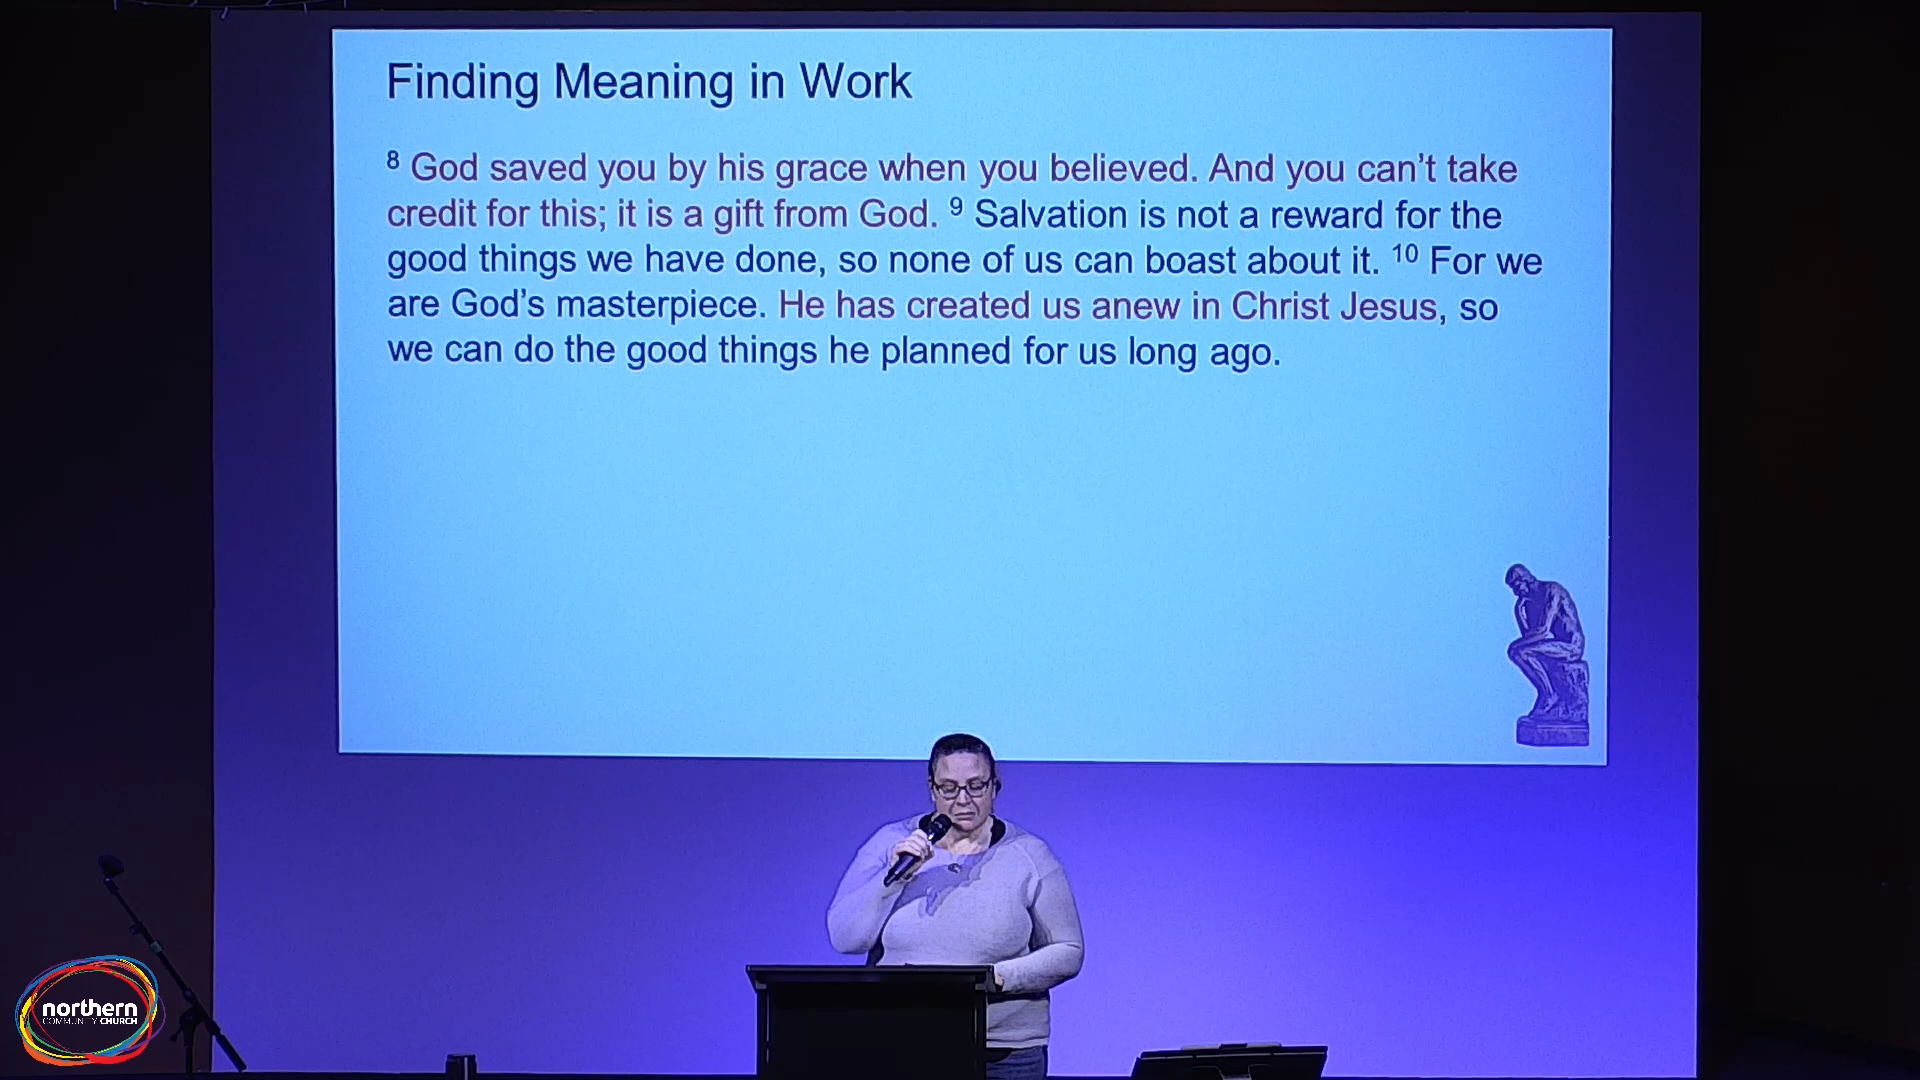 Finding Meaning in Work
⁸ God saved you by his grace when you believed. And you can’t take
credit for this; it is a gift from God. ⁹ Salvation is not a reward for the
good things we have done, so none of us can boast about it. ¹⁰ For we
are God’s masterpiece. He has created us anew in Christ Jesus, so
we can do the good things he planned for us long ago.
northern
COMMUNITY CHURCH